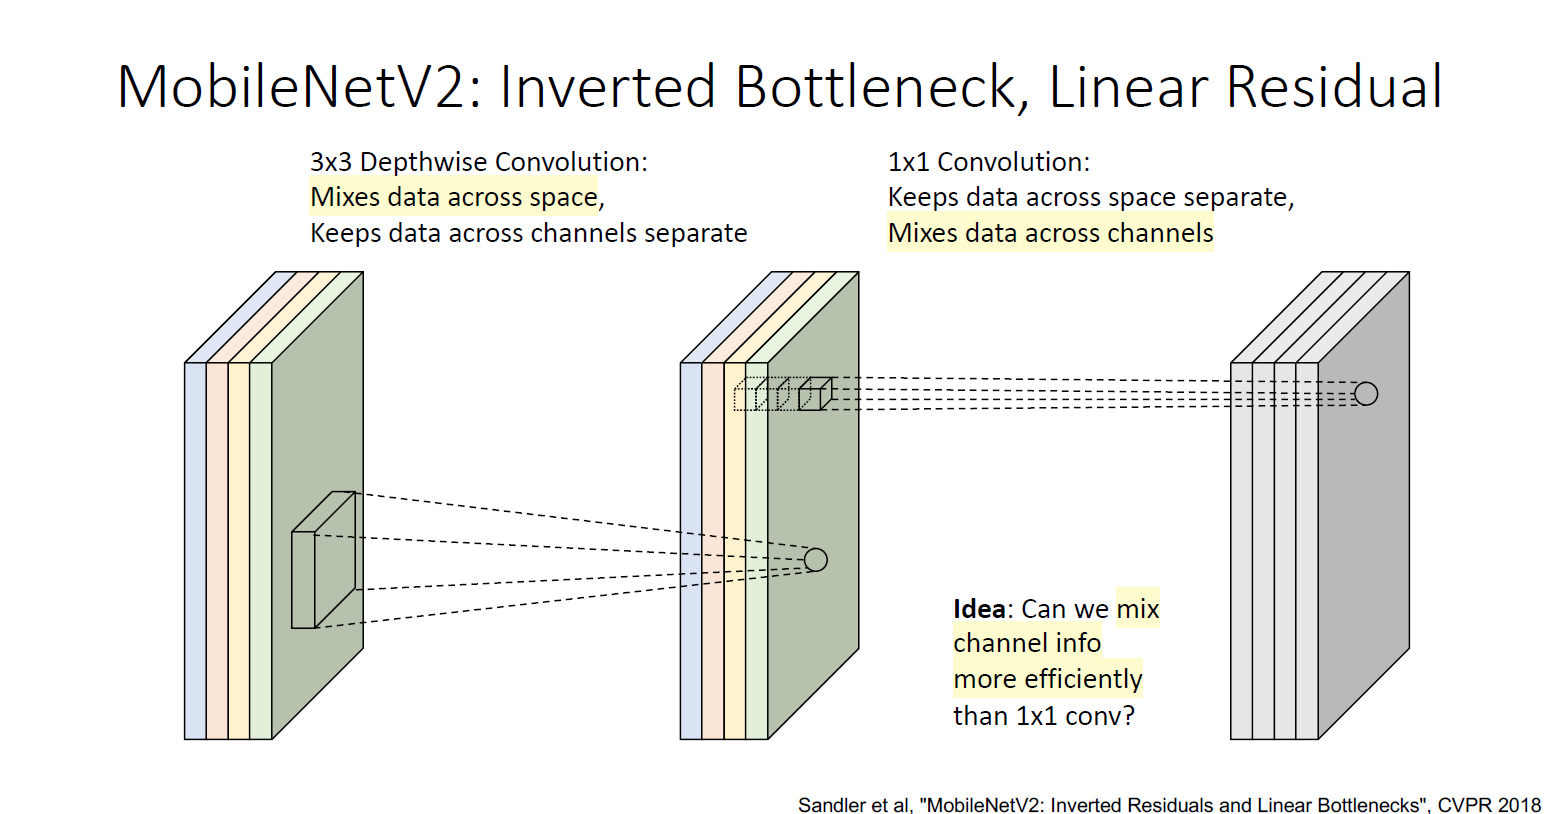 MobileNetV2: Inverted Bottleneck, Linear Residual
3x3 Depthwise Convolution:
Mixes data across space,
Keeps data across channels separate
1x1 Convolution:
Keeps data across space separate,
Mixes data across channels
Idea: Can we mix
channel info
more efficiently
than 1x1 conv?
Sandler et al, "MobileNetV2: Inverted Residuals and Linear Bottlenecks", CVPR 2018